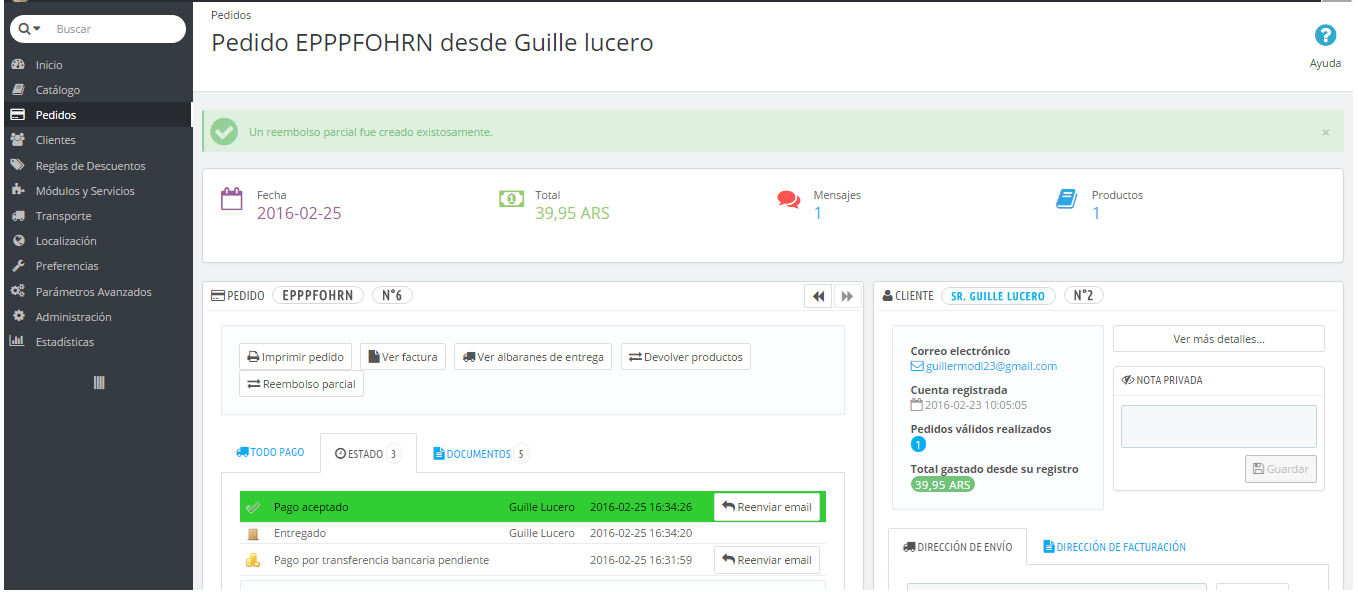 Buscar
Inicio
Catálogo
Pedidos
Clientes
Reglas de Descuentos
Módulos y Servicios
Transporte
Localización
Preferencias
Parámetros Avanzados
Administración
Estadísticas
Pedidos
Pedido EPPPFOHRN desde Guille lucero
Ayuda
Un reembolso parcial fue creado existosamente.
×
Fecha
2016-02-25
Total
39,95 ARS
Mensajes
1
Productos
1
PEDIDO EPPPFOHRN N°6
Imprimir pedido
Ver factura
Ver albaranes de entrega
Devolver productos
Reembolso parcial
TODO PAGO
ESTADO 3
DOCUMENTOS 5
Pago aceptado Guille Lucero 2016-02-25 16:34:26 Reenviar email
Entregado Guille Lucero 2016-02-25 16:34:20
Pago por transferencia bancaria pendiente 2016-02-25 16:31:59 Reenviar email
CLIENTE SR. GUILLE LUCERO N°2
Correo electrónico
guillermodl23@gmail.com
Cuenta registrada
2016-02-23 10:05:05
Pedidos válidos realizados
1
Total gastado desde su registro
39,95 ARS
Ver más detalles...
NOTA PRIVADA
Guardar
DIRECCIÓN DE ENVÍO
DIRECCIÓN DE FACTURACIÓN